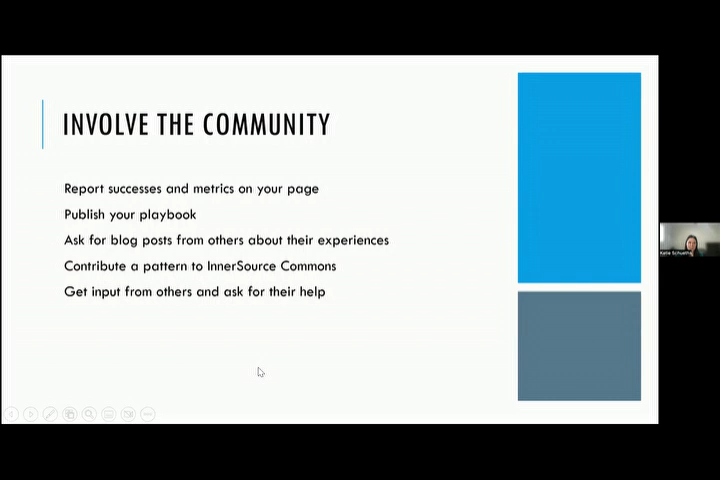 INVOLVE THE COMMUNITY
Report successes and metrics on your page
Publish your playbook
Ask for blog posts from others about their experiences
Contribute a pattern to InnerSource Commons
Get input from others and ask for their help